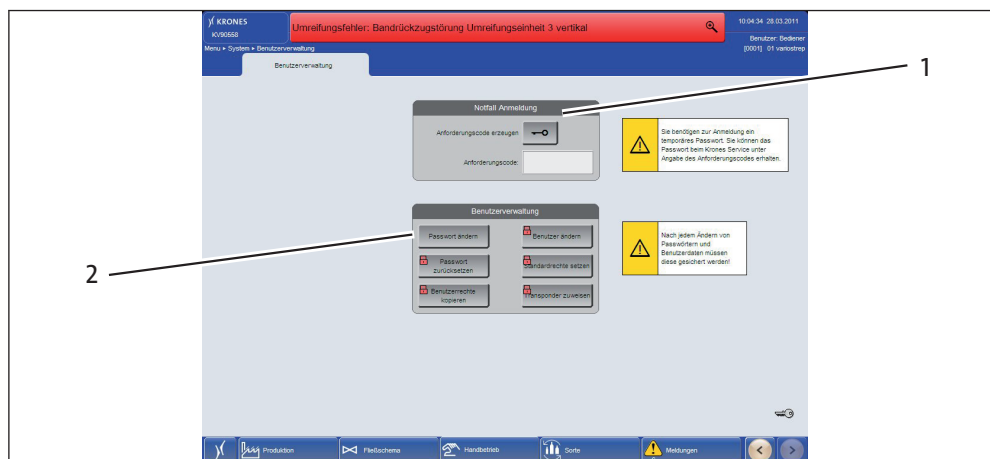 KRONES
KV90558
Umreifungsfehler: Bandrückzugstörung Umreifungseinheit 3 vertikal
10:04:34 28.03.2011
Benutzer: Bediener
Menu ▸ System ▸ Benutzerverwaltung
[0001] 01 variostrep
Benutzerverwaltung
1
Notfall Anmeldung
Anforderungscode erzeugen
Anforderungscode:
Sie benötigen zur Anmeldung ein
temporäres Passwort. Sie können das
Passwort beim Krones Service unter
Angabe des Anforderungscodes erhalten.
Benutzerverwaltung
Passwort ändern
Benutzer ändern
Passwort
zurücksetzen
Standardrechte setzen
Benutzerrechte
kopieren
Transponder zuweisen
Nach jedem Ändern von
Passwörtern und
Benutzerdaten müssen
diese gesichert werden!
2
Produktion
Fließschema
Handbetrieb
Sorte
Meldungen